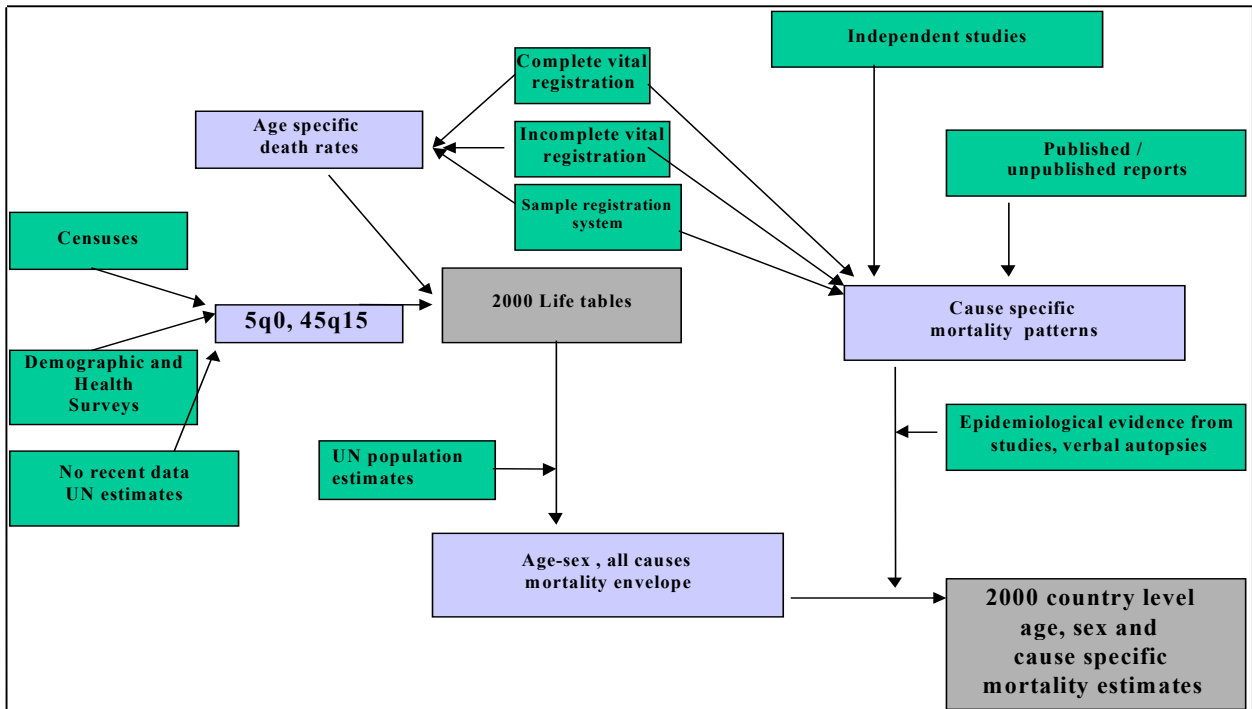 Independent studies
Complete vital
registration
Age specific
death rates
Incomplete vital
registration
Published /
unpublished reports
Sample registration
system
Censuses
2000 Life tables
5q0, 45q15
Cause specific
mortality patterns
Demographic and
Health
Surveys
Epidemiological evidence from
studies, verbal autopsies
UN population
estimates
No recent data
UN estimates
Age-sex , all causes
mortality envelope
2000 country level
age, sex and
cause specific
mortality estimates